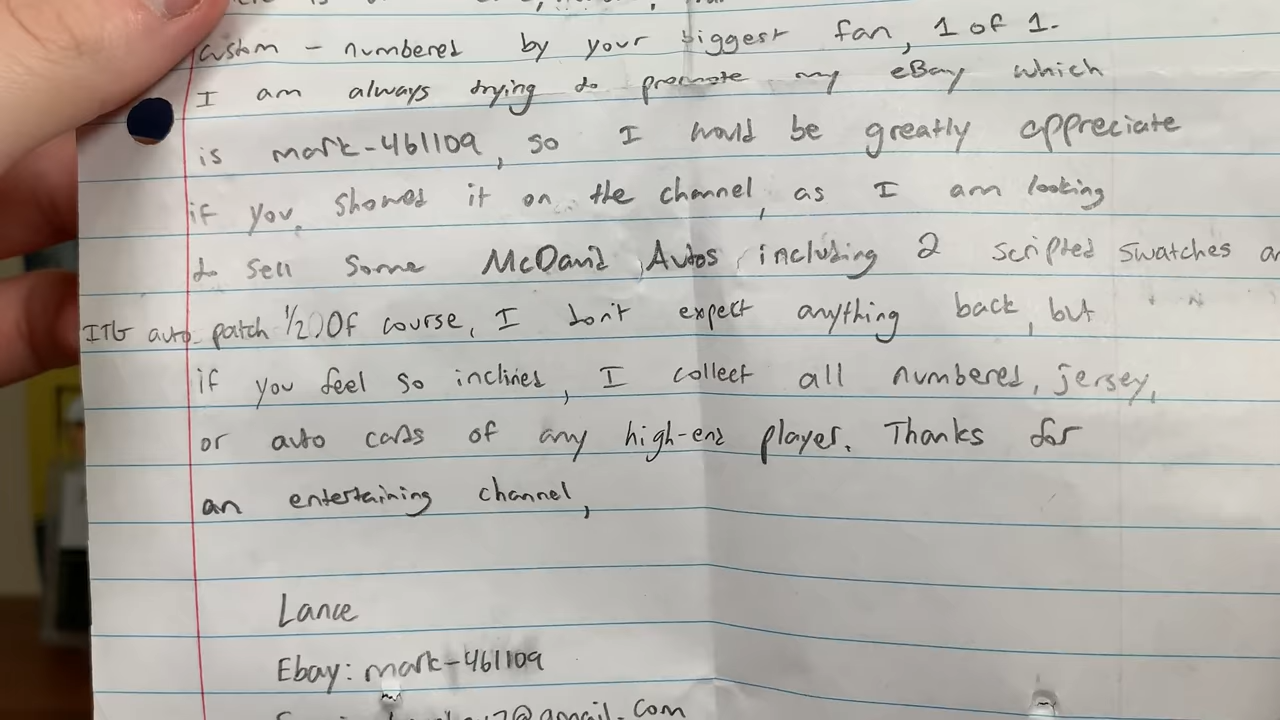 custom - numbered by your biggest fan, 1 of 1.
I am always trying to promote my eBay which
is mark-461109, so I would be greatly appreciate
if you showed it on the channel, as I am looking
to sell some McDavid Autos, including 2 scripted swatches
ITG auto patch 1/2) Of course, I don't expect anything back, but
if you feel so inclined, I collect all numbered, jersey,
or auto cards of any high-end player. Thanks for
an entertaining channel,
Lance
Ebay: mark-461109
@gmail.com